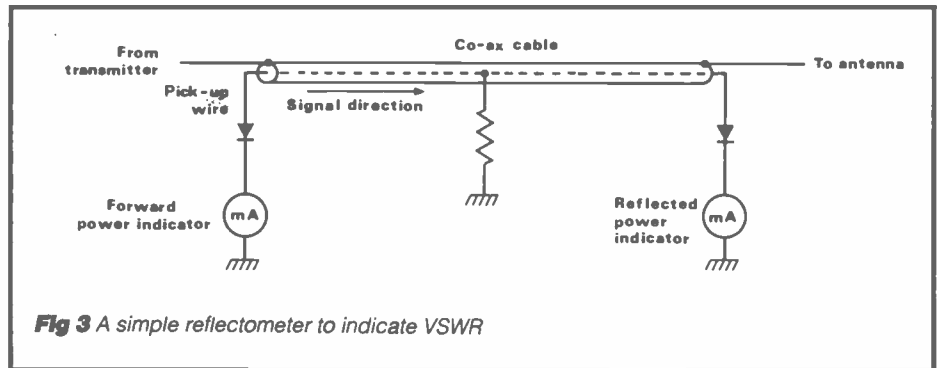 From
transmitter
Co-ax cable
To antenna
Pick-up
wire
Signal direction
Forward
power indicator
mA
Reflected
power
indicator
mA
Fig 3 A simple reflectometer to indicate VSWR